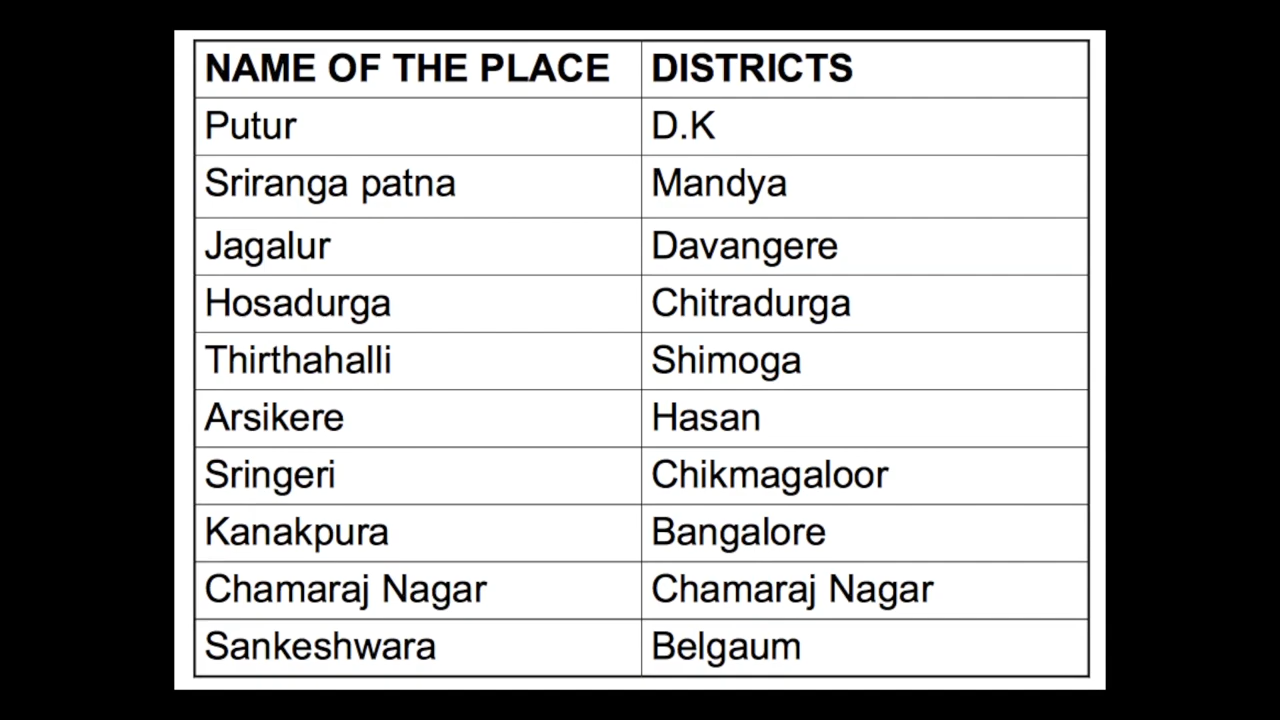 NAME OF THE PLACE DISTRICTS
Putur D.K
Sriranga patna Mandya
Jagalur Davangere
Hosadurga Chitradurga
Thirthahalli Shimoga
Arsikere Hasan
Sringeri Chikmagaloor
Kanakpura Bangalore
Chamaraj Nagar Chamaraj Nagar
Sankeshwara Belgaum